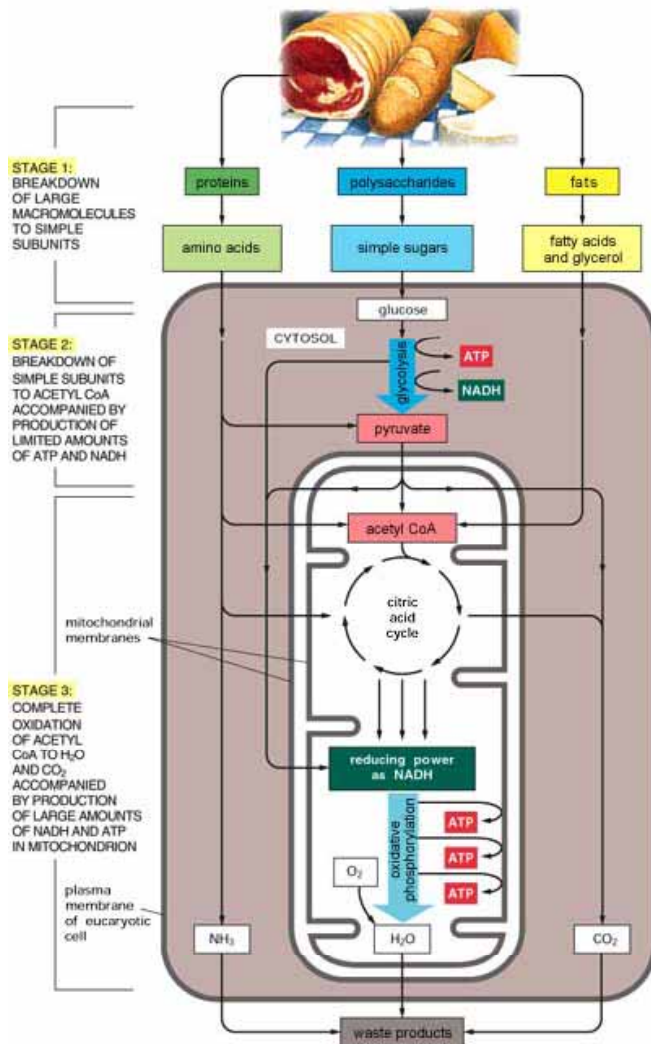 STAGE 1:
BREAKDOWN
OF LARGE
MACROMOLECULES
TO SIMPLE
SUBUNITS
proteins
polysaccharides
fats
amino acids
simple sugars
fatty acids
and glycerol
STAGE 2:
BREAKDOWN OF
SIMPLE SUBUNITS
TO ACETYL CoA
ACCOMPANIED BY
PRODUCTION OF
LIMITED AMOUNTS
OF ATP AND NADH
glucose
CYTOSOL
glycolysis
ATP
NADH
pyruvate
acetyl CoA
citric
acid
cycle
mitochondrial
membranes
STAGE 3:
COMPLETE
OXIDATION
OF ACETYL
CoA TO H₂O
AND CO₂
ACCOMPANIED
BY PRODUCTION
OF LARGE AMOUNTS
OF NADH AND ATP
IN MITOCHONDRION
reducing power
as NADH
oxidative
phosphorylation
ATP
ATP
ATP
O₂
plasma
membrane
of eucaryotic
cell
NH₃
H₂O
CO₂
waste products